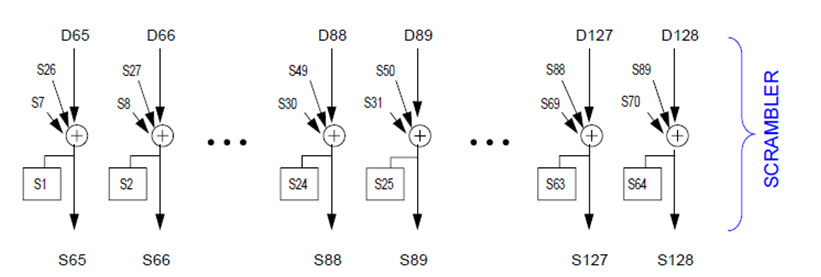 D65 D66 D88 D89 D127 D128
S26 S27 S49 S50 S88 S89
S7 S8 S30 S31 S69 S70
S1 S2 S24 S25 S63 S64
S65 S66 S88 S89 S127 S128
SCRAMBLER